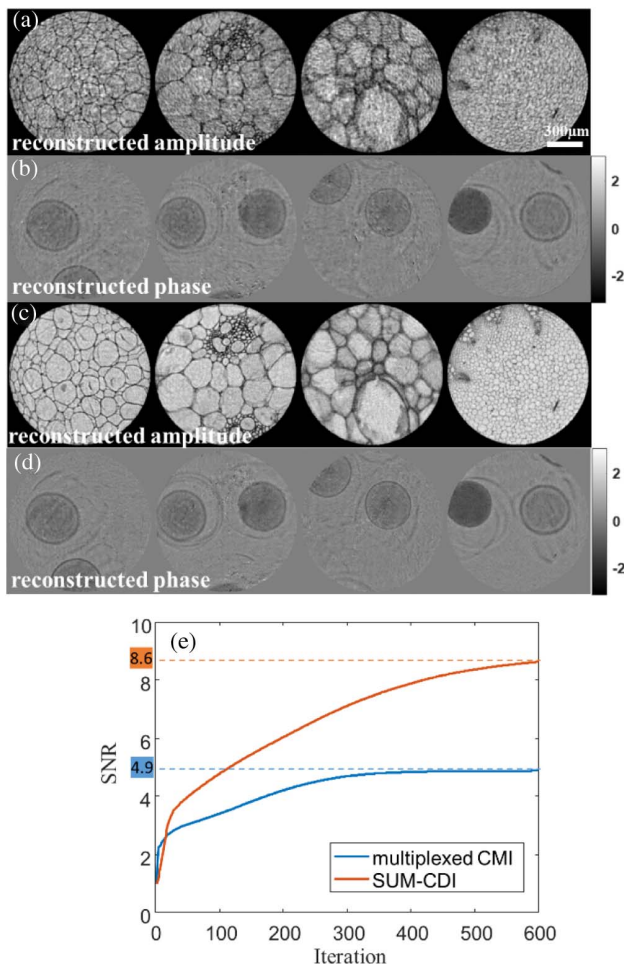 (a)
reconstructed amplitude
300μm
(b)
2
0
-2
reconstructed phase
(c)
reconstructed amplitude
(d)
2
0
-2
reconstructed phase
(e)
10
8.6
8
6
4.9
4
2
0
SNR
multiplexed CMI
SUM-CDI
0 100 200 300 400 500 600
Iteration